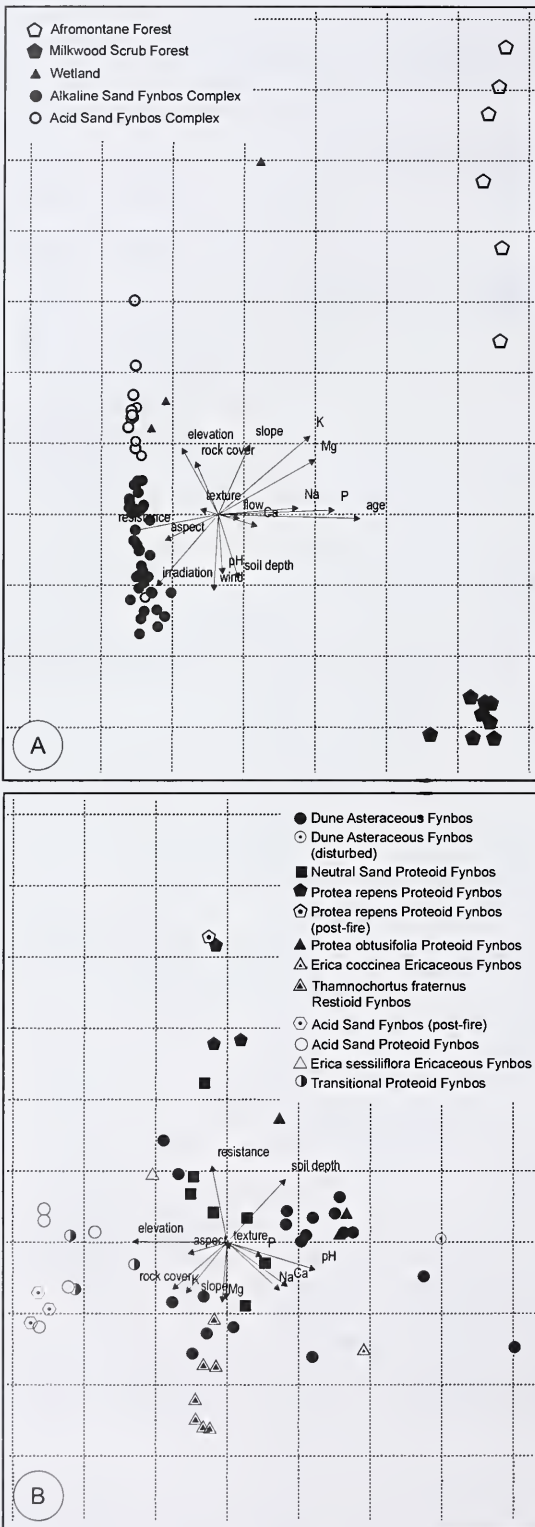 Afromontane Forest
Milkwood Scrub Forest
Wetland
Alkaline Sand Fynbos Complex
Acid Sand Fynbos Complex
elevation
slope
K
rock cover
Mg
texture
Na
P
flow
Ca
age
resistance
aspect
pH
soil depth
irradiation
wind
A
Dune Asteraceous Fynbos
Dune Asteraceous Fynbos
(disturbed)
Neutral Sand Proteoid Fynbos
Protea repens Proteoid Fynbos
Protea repens Proteoid Fynbos
(post-fire)
Protea obtusifolia Proteoid Fynbos
Erica coccinea Ericaceous Fynbos
Thamnochortus fraternus
Restioid Fynbos
Acid Sand Fynbos (post-fire)
Acid Sand Proteoid Fynbos
Erica sessiliflora Ericaceous Fynbos
Transitional Proteoid Fynbos
resistance
soil depth
elevation
aspect
texture
P
pH
rock cover
K
slope
Mg
Na
Ca
B